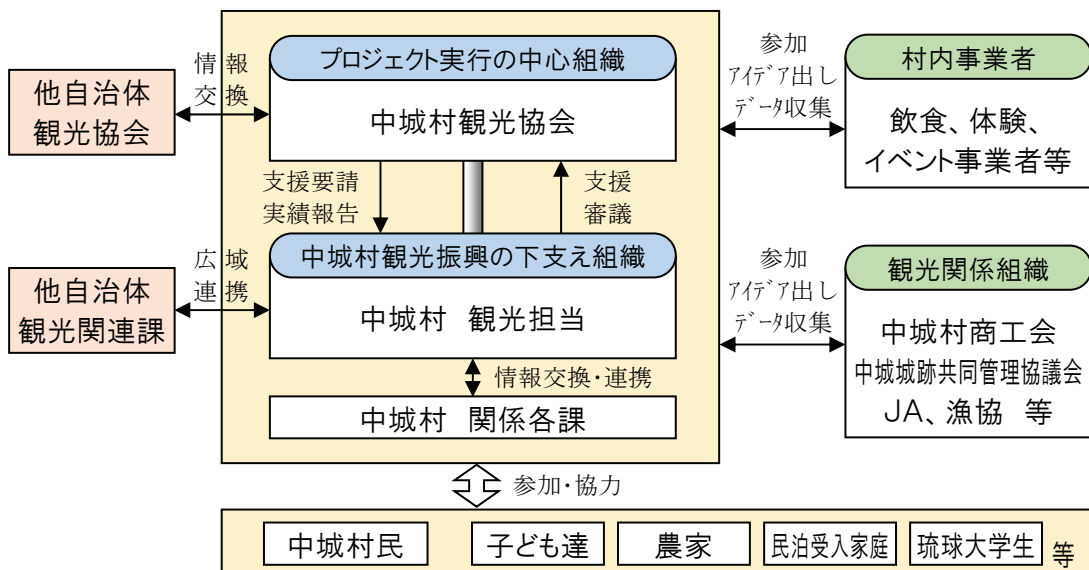 プロジェクト実行の中心組織
中城村観光協会
情報
交換
他自治体
観光協会
支援要請
実績報告
支援
審議
中城村観光振興の下支え組織
中城村 観光担当
広域
連携
他自治体
観光関連課
情報交換・連携
中城村 関係各課
参加
アイデア出し
データ収集
村内事業者
飲食、体験、
イベント事業者等
参加
アイデア出し
データ収集
観光関係組織
中城村商工会
中城城跡共同管理協議会
JA、漁協 等
参加・協力
中城村民
子ども達
農家
民泊受入家庭
琉球大学生
等